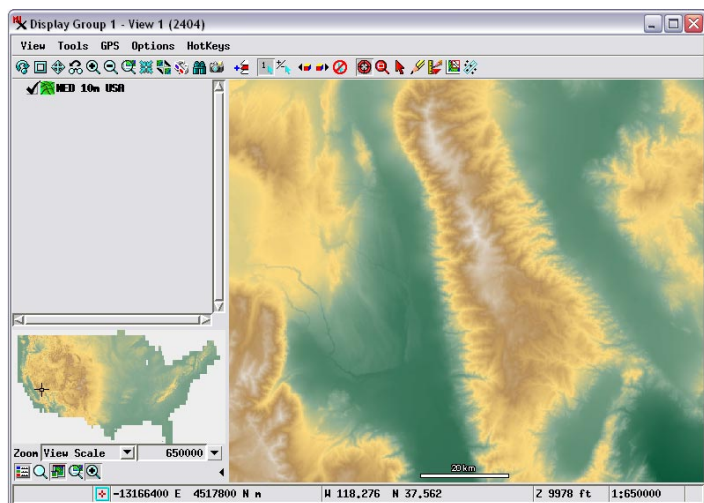 Display Group 1 - View 1 (2404)
View Tools GPS Options HotKeys
NED 10m USA
20 km
Zoom View Scale 650000
-13166400 E 4517800 N m W 118.276 N 37.562 Z 9978 ft 1:650000